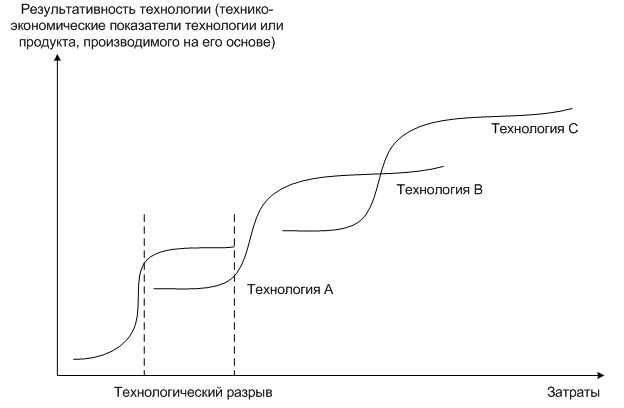 Результативность технологии (технико-
экономические показатели технологии или
продукта, производимого на его основе)
Технология С
Технология В
Технология А
Технологический разрыв
Затраты